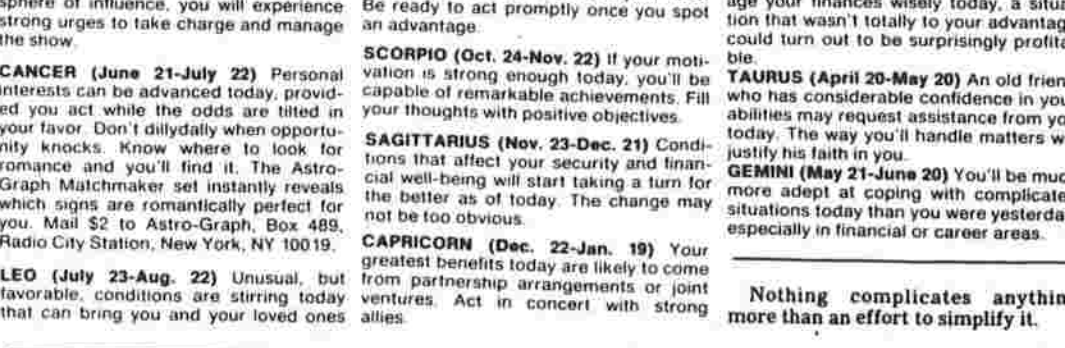 sphere of influence, you will experience
strong urges to take charge and manage
the show.
CANCER (June 21-July 22) Personal
interests can be advanced today, provid-
ed you act while the odds are tilted in
your favor. Don't dillydally when opportu-
nity knocks. Know where to look for
romance and you'll find it. The Astro-
Graph Matchmaker set instantly reveals
which signs are romantically perfect for
you. Mail $2 to Astro-Graph, Box 489,
Radio City Station, New York, NY 10019.
LEO (July 23-Aug. 22) Unusual, but
favorable, conditions are stirring today
that can bring you and your loved ones
Be ready to act promptly once you spot
an advantage.
SCORPIO (Oct. 24-Nov. 22) If your moti-
vation is strong enough today, you'll be
capable of remarkable achievements. Fill
your thoughts with positive objectives.
SAGITTARIUS (Nov. 23-Dec. 21) Condi-
tions that affect your security and finan-
cial well-being will start taking a turn for
the better as of today. The change may
not be too obvious.
CAPRICORN (Dec. 22-Jan. 19) Your
greatest benefits today are likely to come
from partnership arrangements or joint
ventures. Act in concert with strong
allies.
age your finances wisely today, a situa
tion that wasn't totally to your advantag
could turn out to be surprisingly profita
ble.
TAURUS (April 20-May 20) An old frien
who has considerable confidence in you
abilities may request assistance from yo
today. The way you'll handle matters w
justify his faith in you.
GEMINI (May 21-June 20) You'll be muc
more adept at coping with complicate
situations today than you were yesterda
especially in financial or career areas.
Nothing complicates anythin
more than an effort to simplify it.